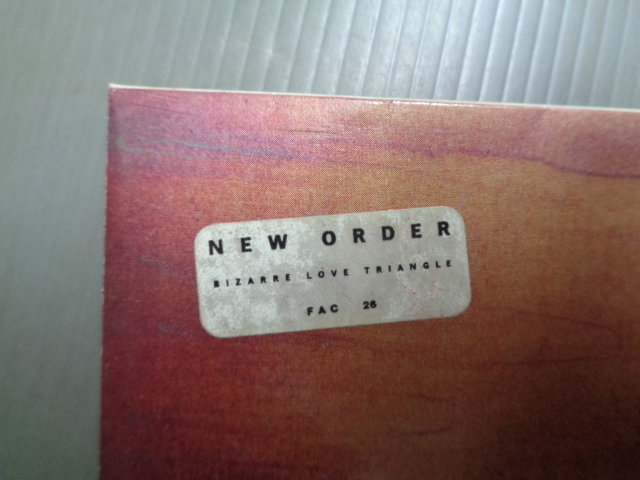 NEW ORDER
BIZARRE LOVE TRIANGLE
FAC 26